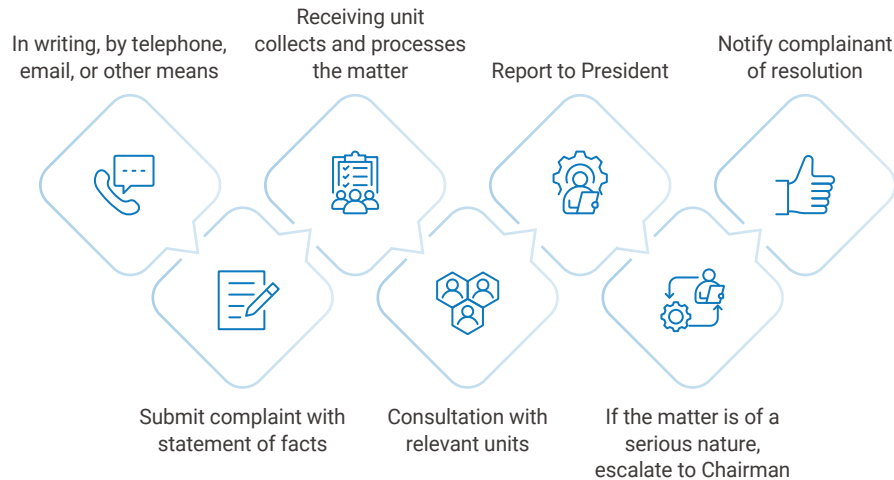 In writing, by telephone,
email, or other means
Submit complaint with
statement of facts
Receiving unit
collects and processes
the matter
Consultation with
relevant units
Report to President
If the matter is of a
serious nature,
escalate to Chairman
Notify complainant
of resolution